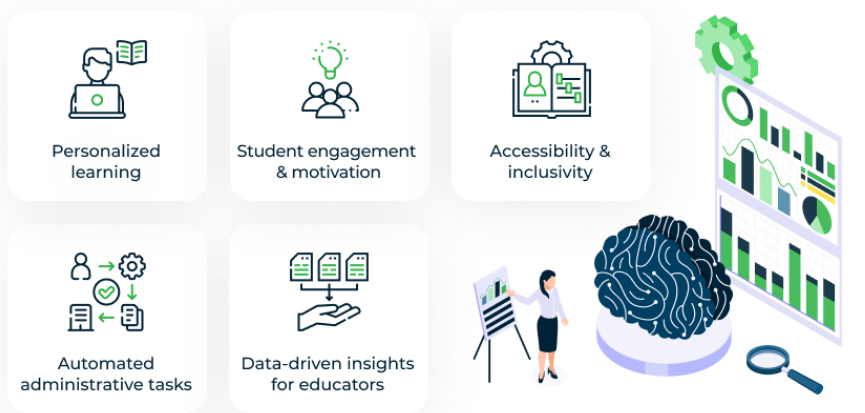 Personalized
learning
Student engagement
& motivation
Accessibility &
inclusivity
Automated
administrative tasks
Data-driven insights
for educators